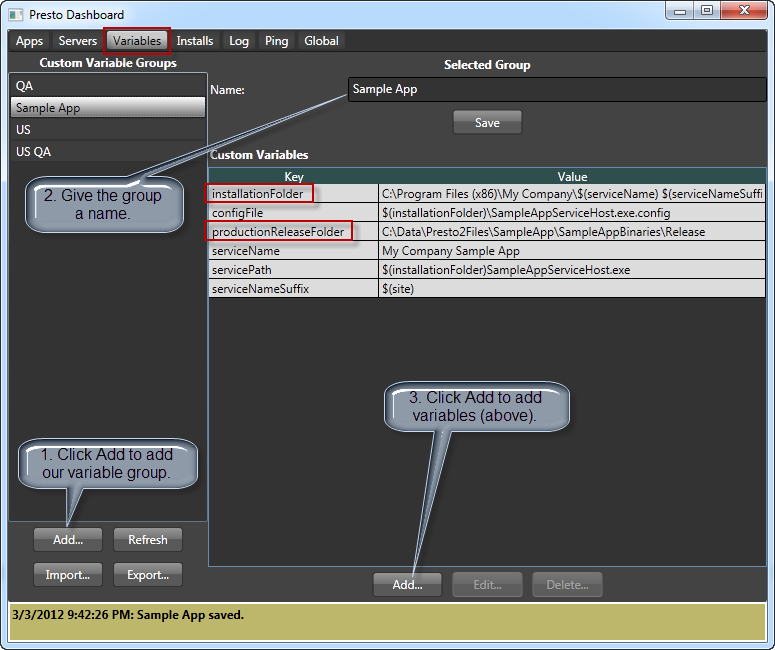 Presto Dashboard
Apps Servers Variables Installs Log Ping Global
Custom Variable Groups
QA
Sample App
US
US QA
Selected Group
Name: Sample App
Save
2. Give the group
a name.
Custom Variables
Key Value
installationFolder C:\Program Files (x86)\My Company\$(serviceName) $(serviceNameSuffi
configFile $(installationFolder)\SampleAppServiceHost.exe.config
productionReleaseFolder C:\Data\Presto2Files\SampleApp\SampleAppBinaries\Release
serviceName My Company Sample App
servicePath $(installationFolder)SampleAppServiceHost.exe
serviceNameSuffix $(site)
3. Click Add to add
variables (above).
1. Click Add to add
our variable group.
Add... Refresh
Import... Export...
Add... Edit... Delete...
3/3/2012 9:42:26 PM: Sample App saved.